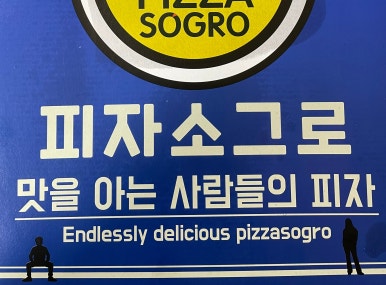 PIZZA
SOGRO
피자소그로
맛을 아는 사람들의 피자
Endlessly delicious pizzasogro